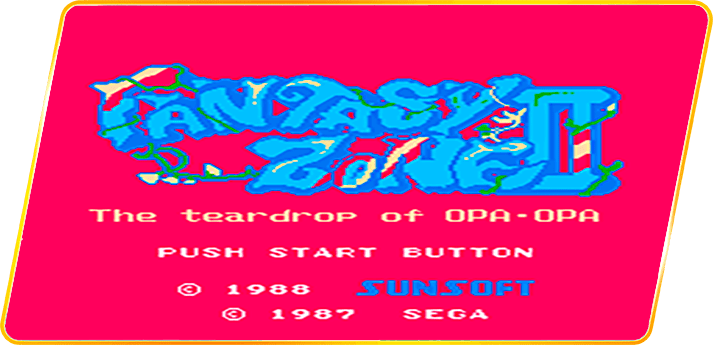 FANTASY
ZONE II
The teardrop of OPA-OPA
PUSH START BUTTON
© 1988 SUNSOFT
© 1987 SEGA